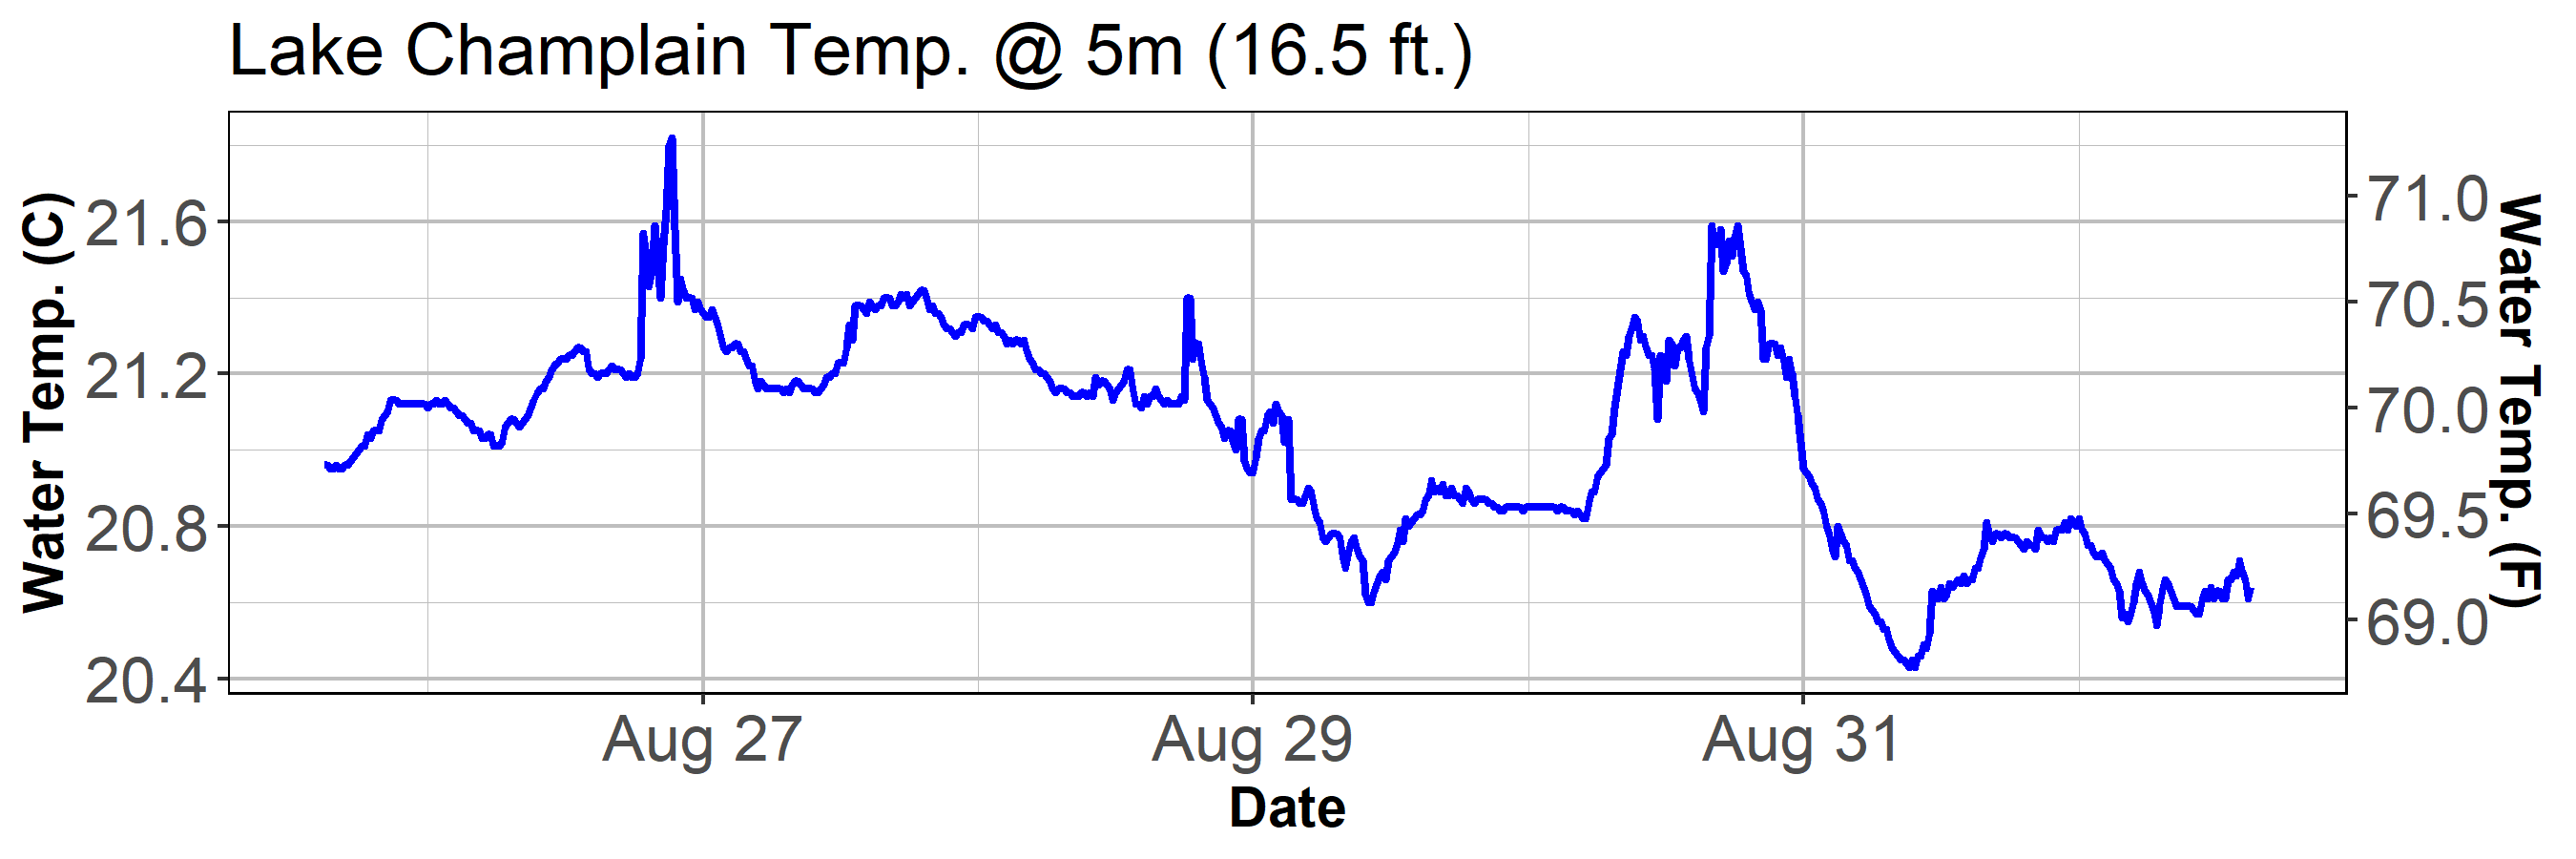 Lake Champlain Temp. @ 5m (16.5 ft.)
Water Temp. (C)
21.6
21.2
20.8
20.4
71.0
70.5
70.0
69.5
69.0
Water Temp. (F)
Aug 27
Aug 29
Aug 31
Date